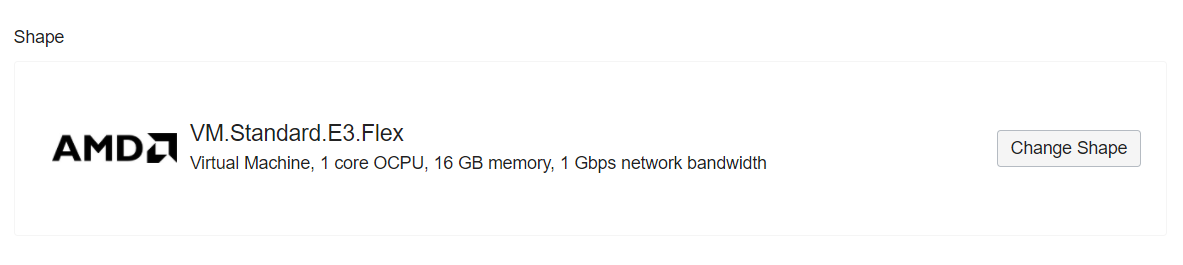 Shape
AMD
VM.Standard.E3.Flex
Virtual Machine, 1 core OCPU, 16 GB memory, 1 Gbps network bandwidth
Change Shape